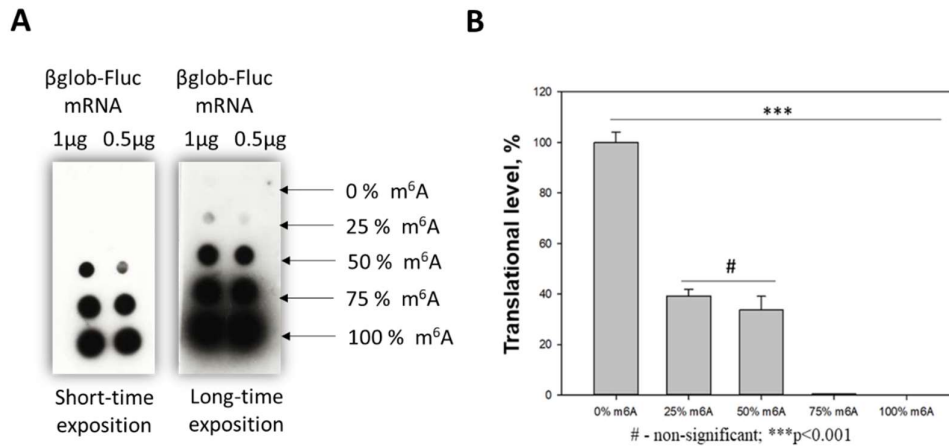 A
βglob-Fluc
mRNA
1μg 0.5μg
βglob-Fluc
mRNA
1μg 0.5μg
0 % m⁶A
25 % m⁶A
50 % m⁶A
75 % m⁶A
100 % m⁶A
Short-time
exposition
Long-time
exposition
B
Translational level, %
120
100
80
60
40
20
0
***
#
0% m6A
25% m6A
50% m6A
75% m6A
100% m6A
# - non-significant; ***p<0.001